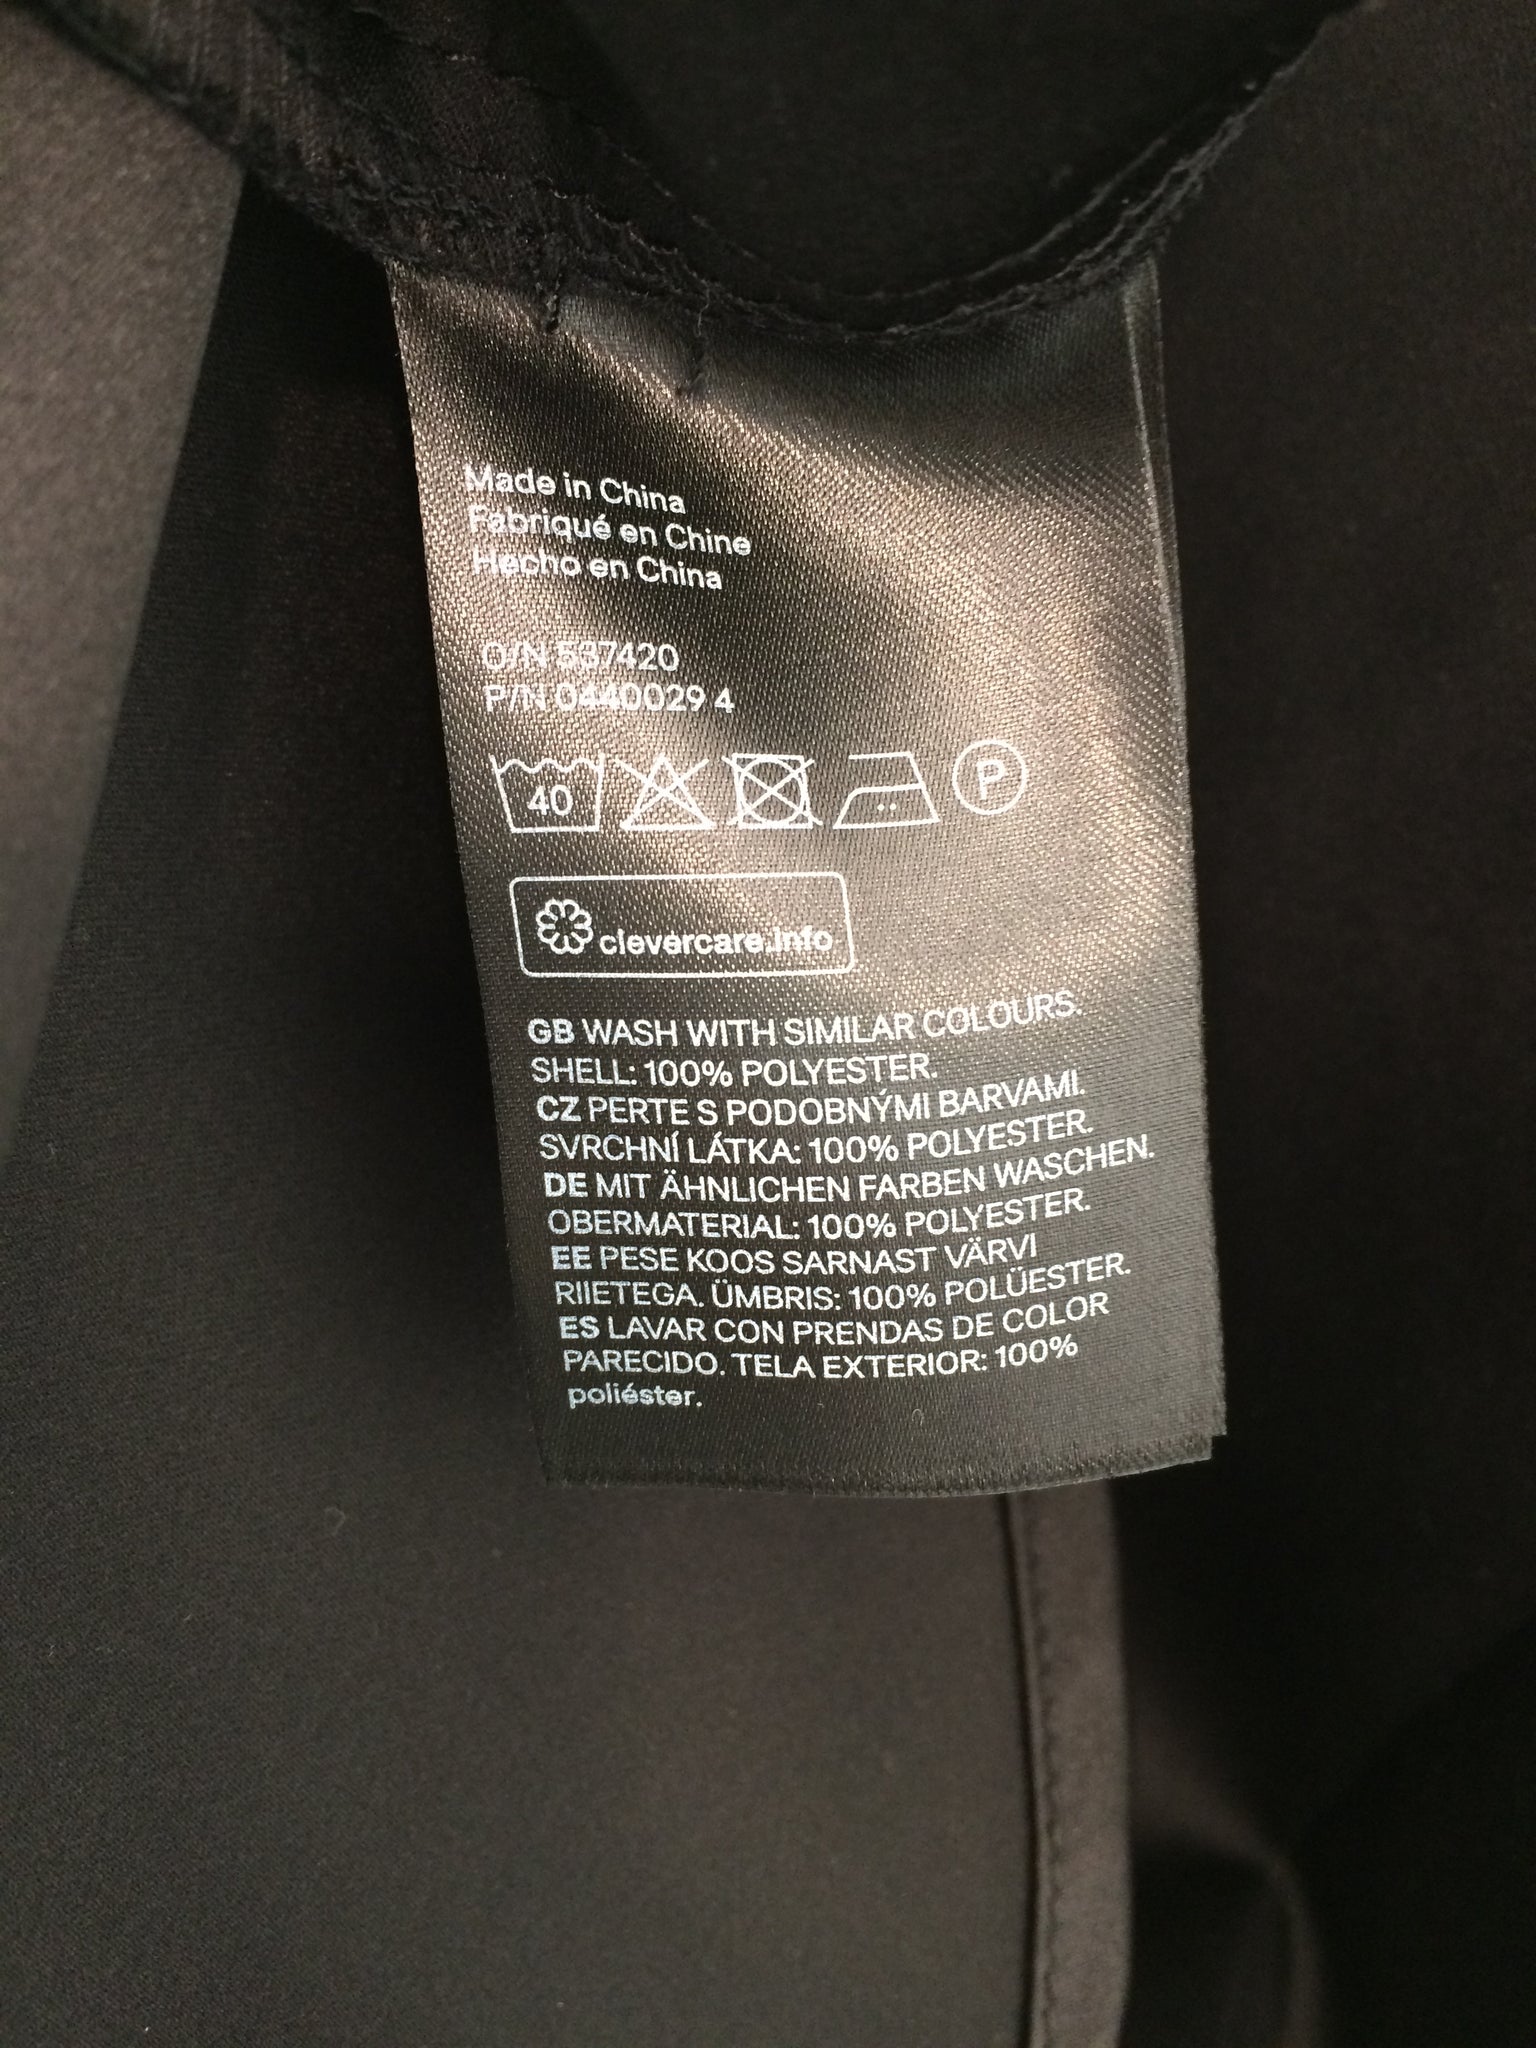 Made in China
Fabriqué en Chine
Hecho en China
O/N 537420
P/N 0440029 4
40
P
clevercare.info
GB WASH WITH SIMILAR COLOURS.
SHELL: 100% POLYESTER.
CZ PERTE S PODOBNÝMI BARVAMI.
SVRCHNÍ LÁTKA: 100% POLYESTER.
DE MIT ÄHNLICHEN FARBEN WASCHEN.
OBERMATERIAL: 100% POLYESTER.
EE PESE KOOS SARNAST VÄRVI
RIIETEGA. ÜMBRIS: 100% POLÜESTER.
ES LAVAR CON PRENDAS DE COLOR
PARECIDO. TELA EXTERIOR: 100%
poliéster.